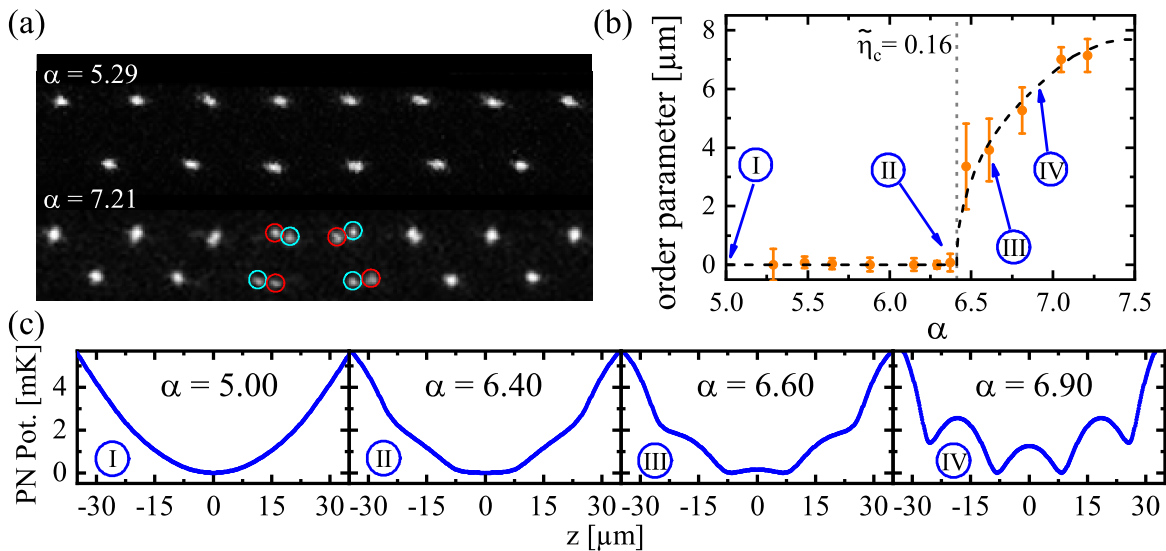 (a)
α = 5.29
α = 7.21
(b)
order parameter [μm]
8
6
4
2
0
η̃c = 0.16
I
II
III
IV
5.0 5.5 6.0 6.5 7.0 7.5
α
(c)
PN Pot. [mK]
4
2
0
α = 5.00
α = 6.40
α = 6.60
α = 6.90
I
II
III
IV
-30 -15 0 15 30 -30 -15 0 15 30 -30 -15 0 15 30 -30 -15 0 15 30
z [μm]